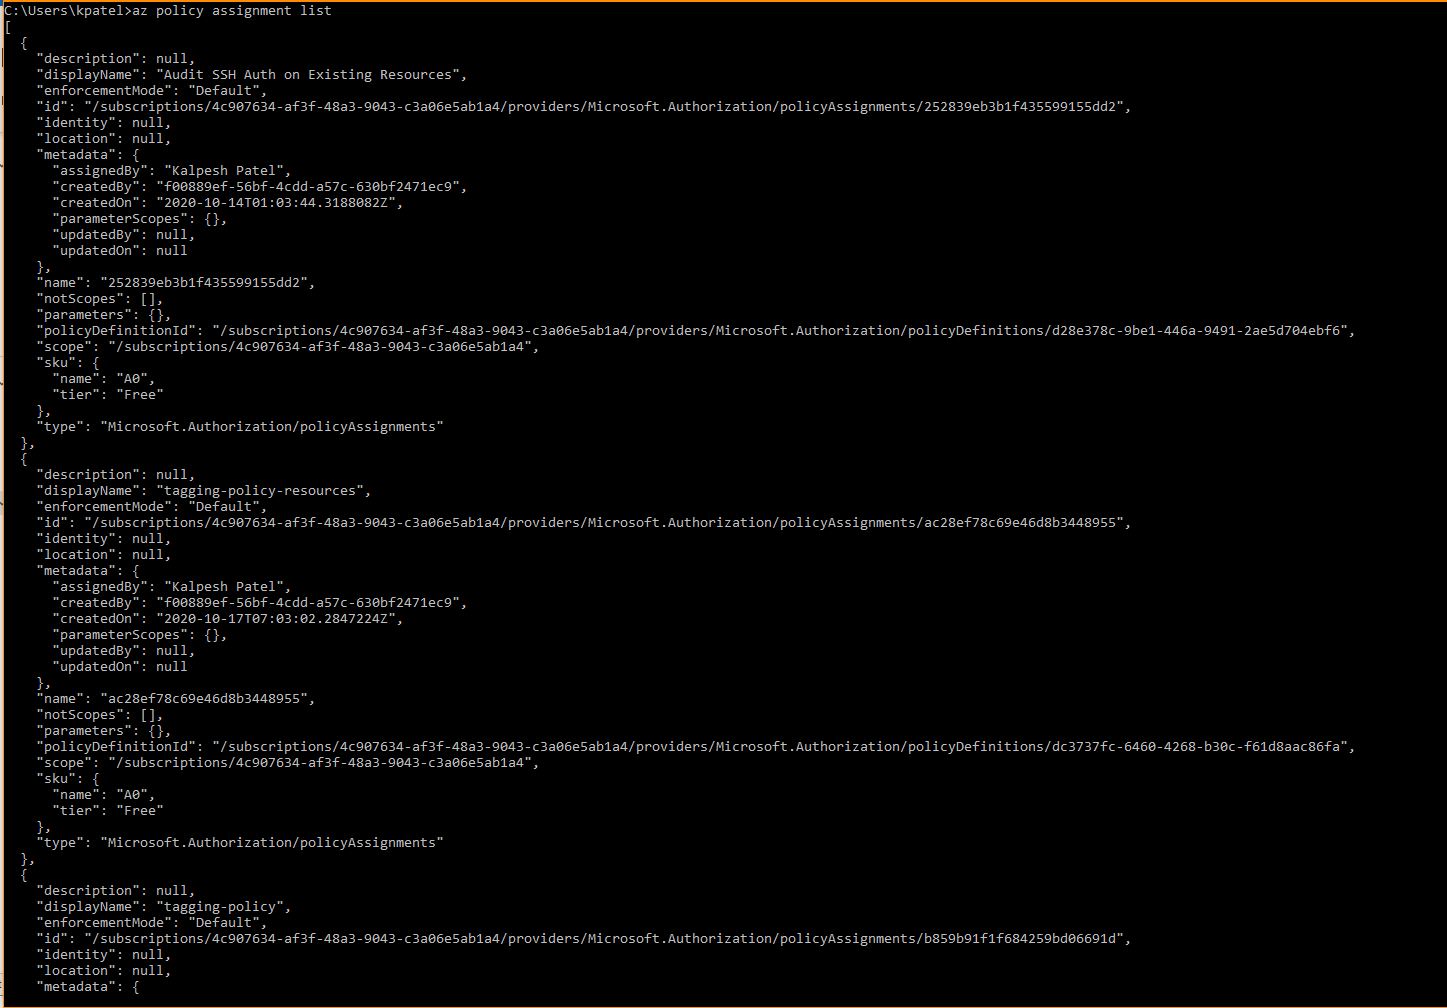 C:\Users\kpatel>az policy assignment list
[
  {
    "description": null,
    "displayName": "Audit SSH Auth on Existing Resources",
    "enforcementMode": "Default",
    "id": "/subscriptions/4c907634-af3f-48a3-9043-c3a06e5ab1a4/providers/Microsoft.Authorization/policyAssignments/252839eb3b1f435599155dd2",
    "identity": null,
    "location": null,
    "metadata": {
      "assignedBy": "Kalpesh Patel",
      "createdBy": "f00889ef-56bf-4cdd-a57c-630bf2471ec9",
      "createdOn": "2020-10-14T01:03:44.3188082Z",
      "parameterScopes": {},
      "updatedBy": null,
      "updatedOn": null
    },
    "name": "252839eb3b1f435599155dd2",
    "notScopes": [],
    "parameters": {},
    "policyDefinitionId": "/subscriptions/4c907634-af3f-48a3-9043-c3a06e5ab1a4/providers/Microsoft.Authorization/policyDefinitions/d28e378c-9be1-446a-9491-2ae5d704ebf6",
    "scope": "/subscriptions/4c907634-af3f-48a3-9043-c3a06e5ab1a4",
    "sku": {
      "name": "A0",
      "tier": "Free"
    },
    "type": "Microsoft.Authorization/policyAssignments"
  },
  {
    "description": null,
    "displayName": "tagging-policy-resources",
    "enforcementMode": "Default",
    "id": "/subscriptions/4c907634-af3f-48a3-9043-c3a06e5ab1a4/providers/Microsoft.Authorization/policyAssignments/ac28ef78c69e46d8b3448955",
    "identity": null,
    "location": null,
    "metadata": {
      "assignedBy": "Kalpesh Patel",
      "createdBy": "f00889ef-56bf-4cdd-a57c-630bf2471ec9",
      "createdOn": "2020-10-17T07:03:02.2847224Z",
      "parameterScopes": {},
      "updatedBy": null,
      "updatedOn": null
    },
    "name": "ac28ef78c69e46d8b3448955",
    "notScopes": [],
    "parameters": {},
    "policyDefinitionId": "/subscriptions/4c907634-af3f-48a3-9043-c3a06e5ab1a4/providers/Microsoft.Authorization/policyDefinitions/dc3737fc-6460-4268-b30c-f61d8aac86fa",
    "scope": "/subscriptions/4c907634-af3f-48a3-9043-c3a06e5ab1a4",
    "sku": {
      "name": "A0",
      "tier": "Free"
    },
    "type": "Microsoft.Authorization/policyAssignments"
  },
  {
    "description": null,
    "displayName": "tagging-policy",
    "enforcementMode": "Default",
    "id": "/subscriptions/4c907634-af3f-48a3-9043-c3a06e5ab1a4/providers/Microsoft.Authorization/policyAssignments/b859b91f1f684259bd06691d",
    "identity": null,
    "location": null,
    "metadata": {